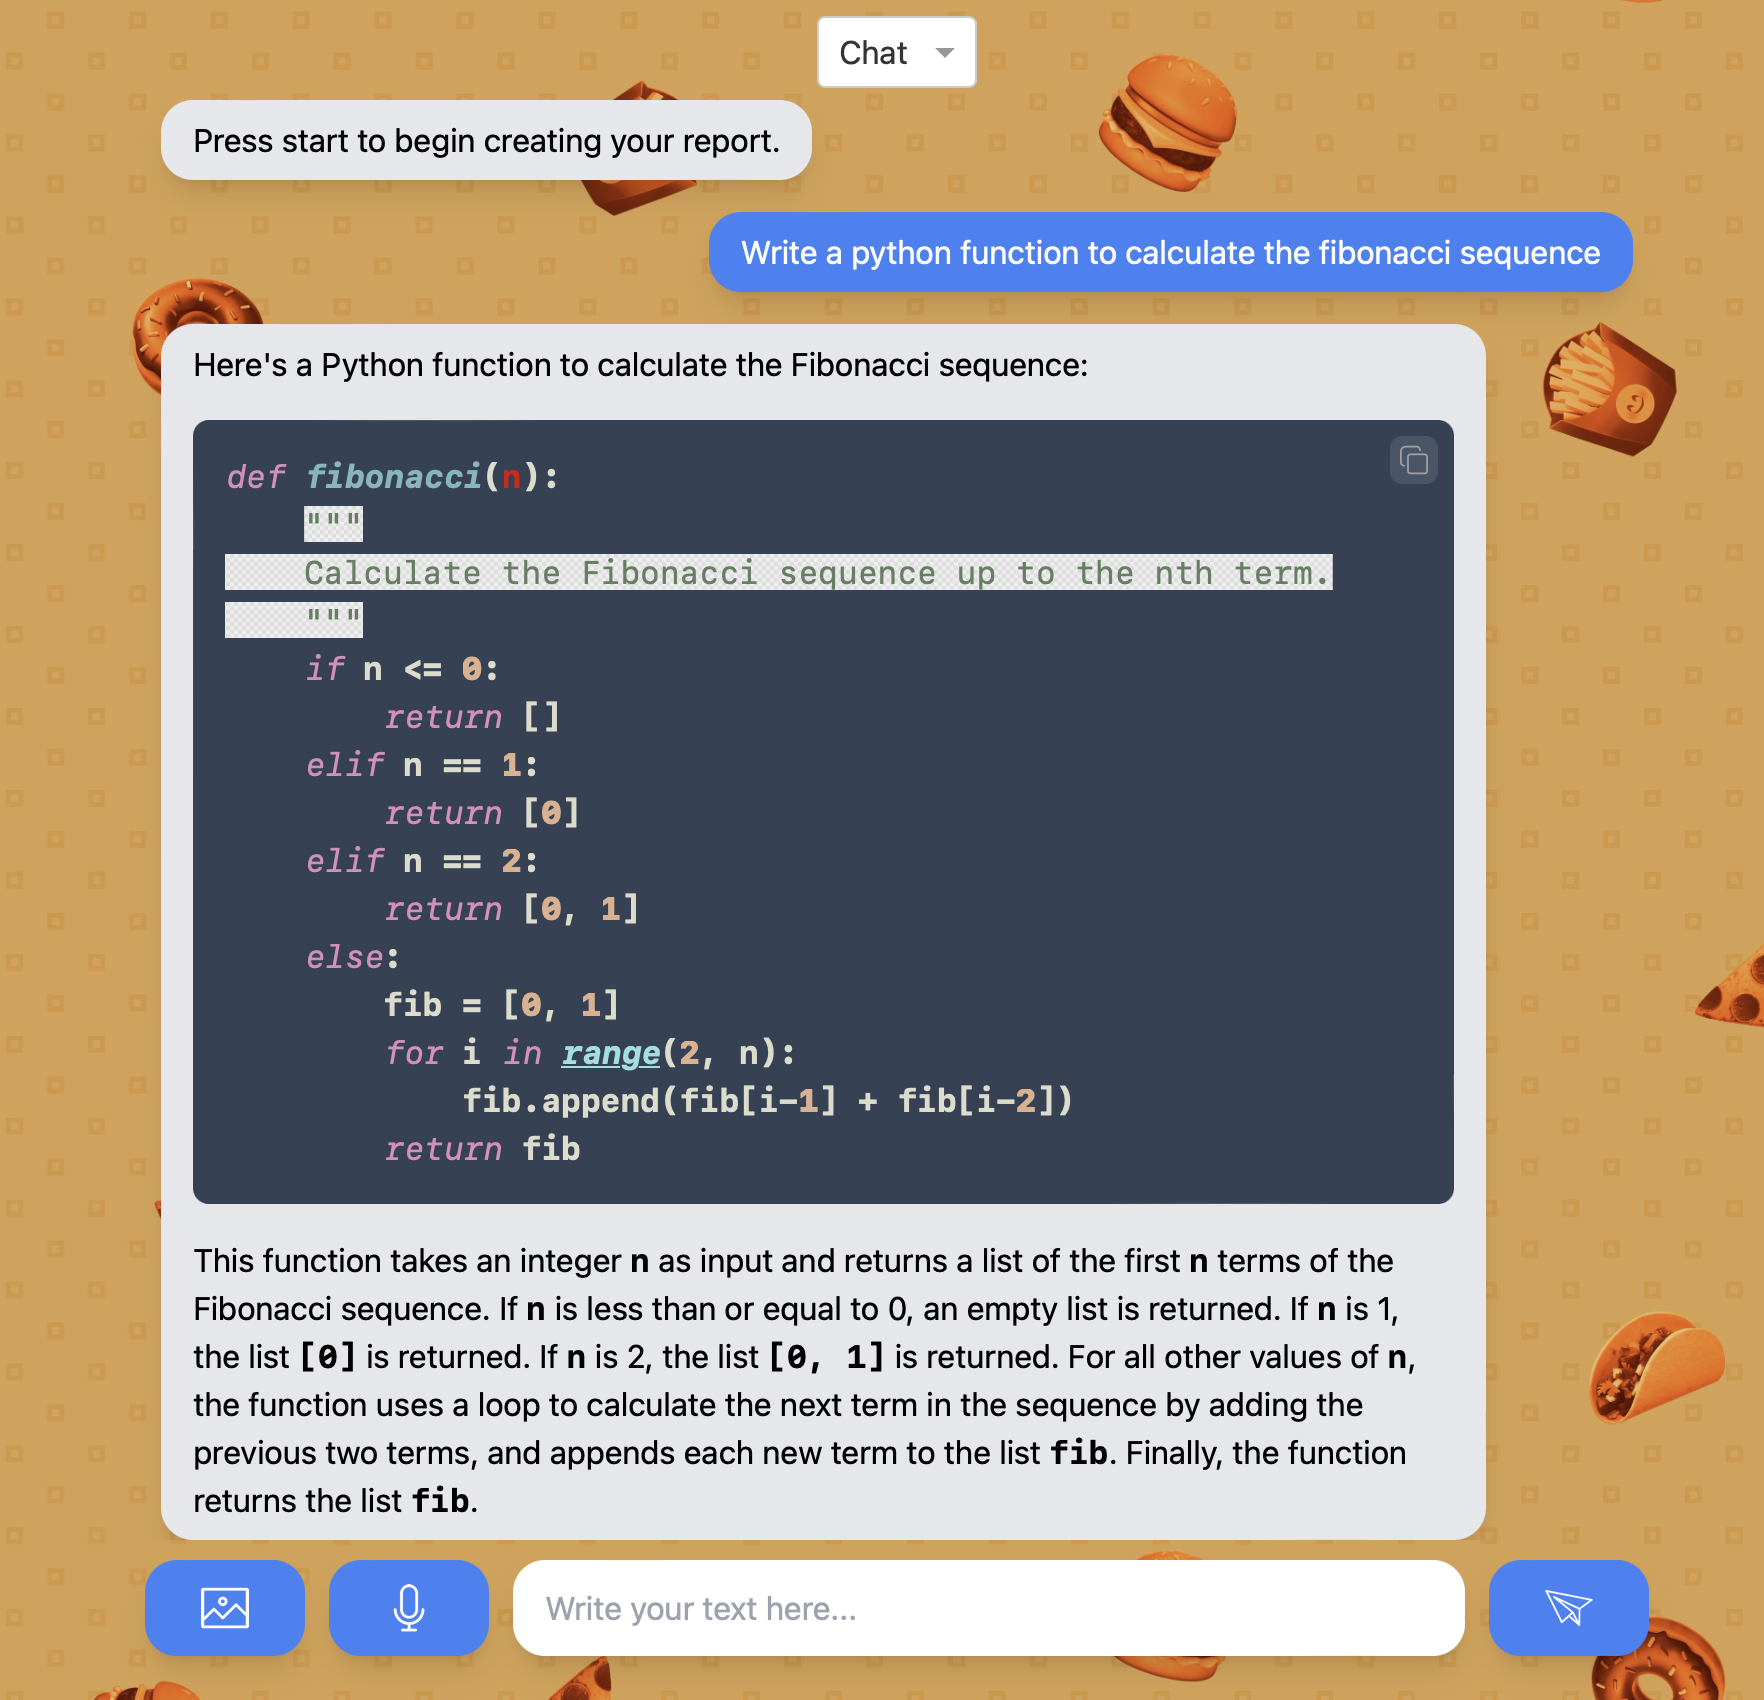 Chat
Press start to begin creating your report.
Write a python function to calculate the fibonacci sequence
Here's a Python function to calculate the Fibonacci sequence:
def fibonacci(n):
    """
    Calculate the Fibonacci sequence up to the nth term.
    """
    if n <= 0:
        return []
    elif n == 1:
        return [0]
    elif n == 2:
        return [0, 1]
    else:
        fib = [0, 1]
        for i in range(2, n):
            fib.append(fib[i-1] + fib[i-2])
        return fib
This function takes an integer n as input and returns a list of the first n terms of the
Fibonacci sequence. If n is less than or equal to 0, an empty list is returned. If n is 1,
the list [0] is returned. If n is 2, the list [0, 1] is returned. For all other values of n,
the function uses a loop to calculate the next term in the sequence by adding the
previous two terms, and appends each new term to the list fib. Finally, the function
returns the list fib.
Write your text here...